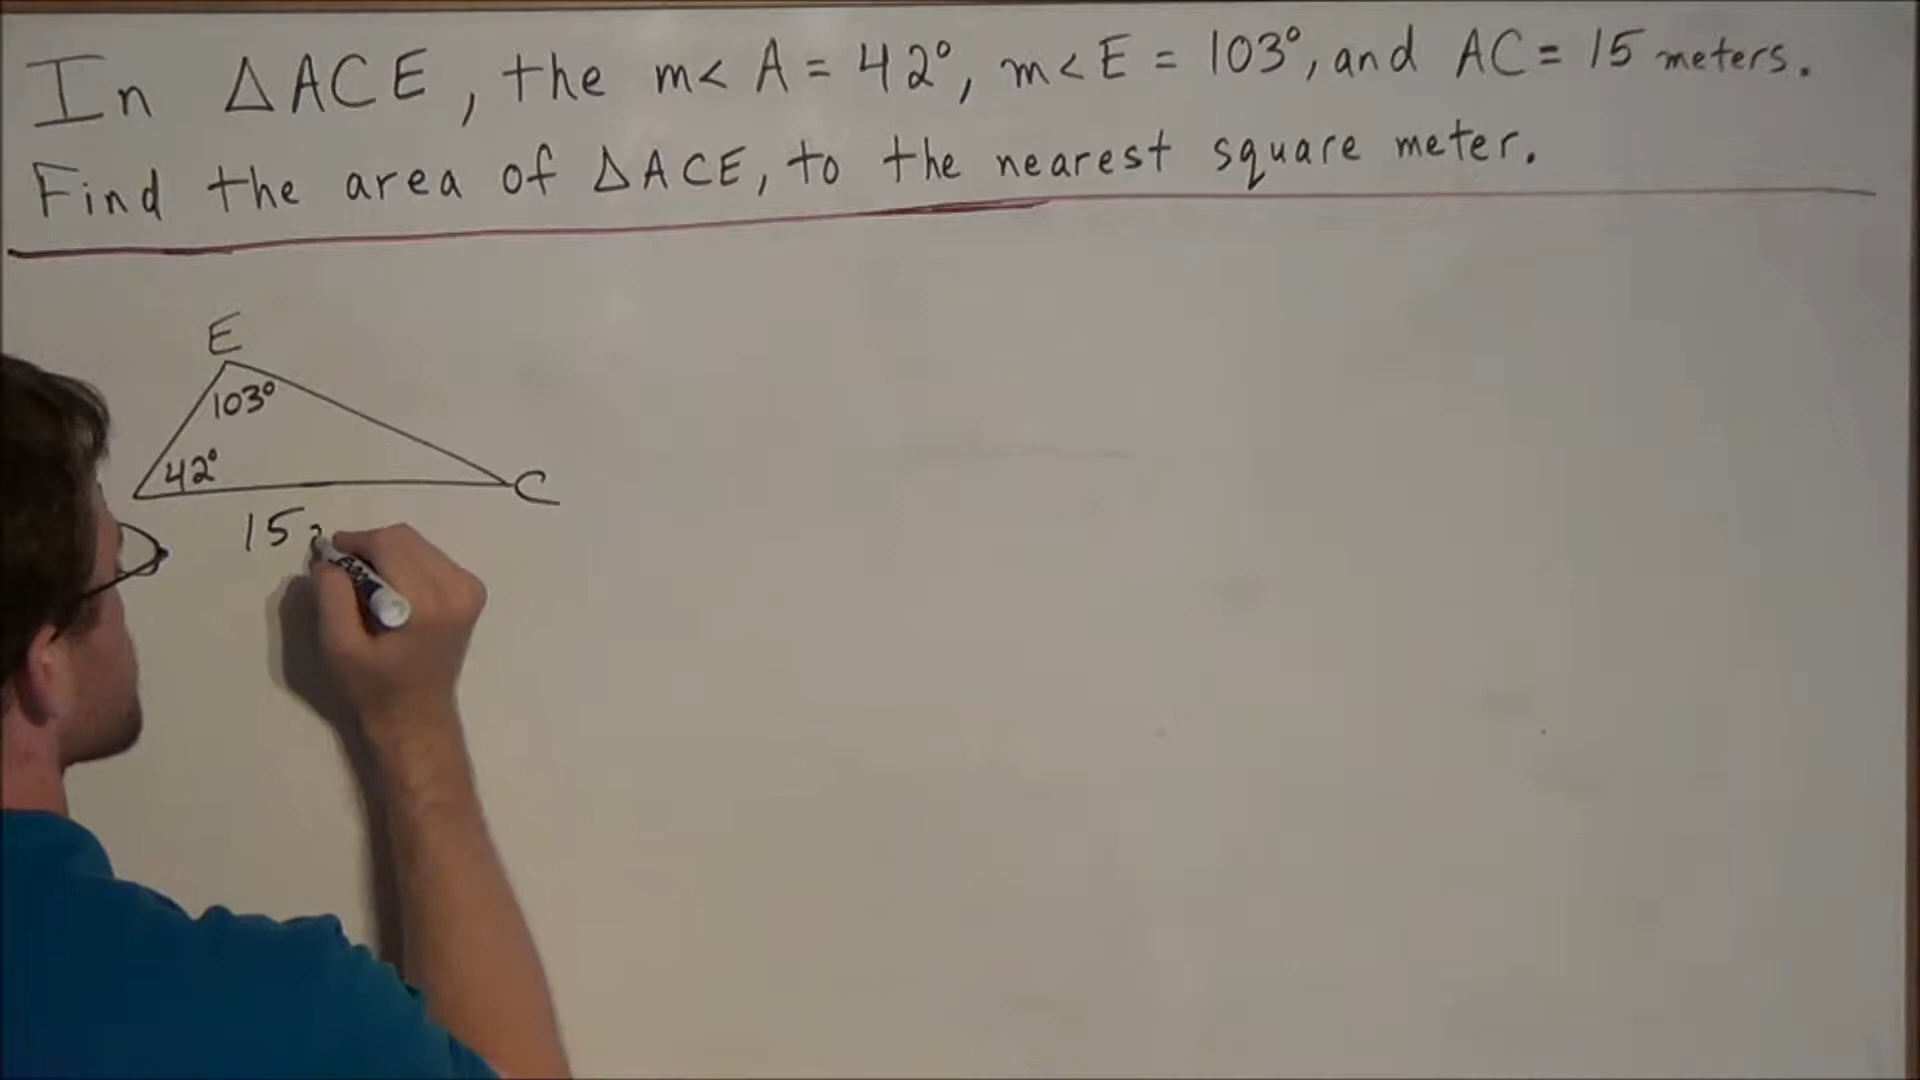 In △ACE, the m< A = 42°, m< E = 103°, and AC = 15 meters.
Find the area of △ACE, to the nearest square meter.
E
103°
42°
C
15